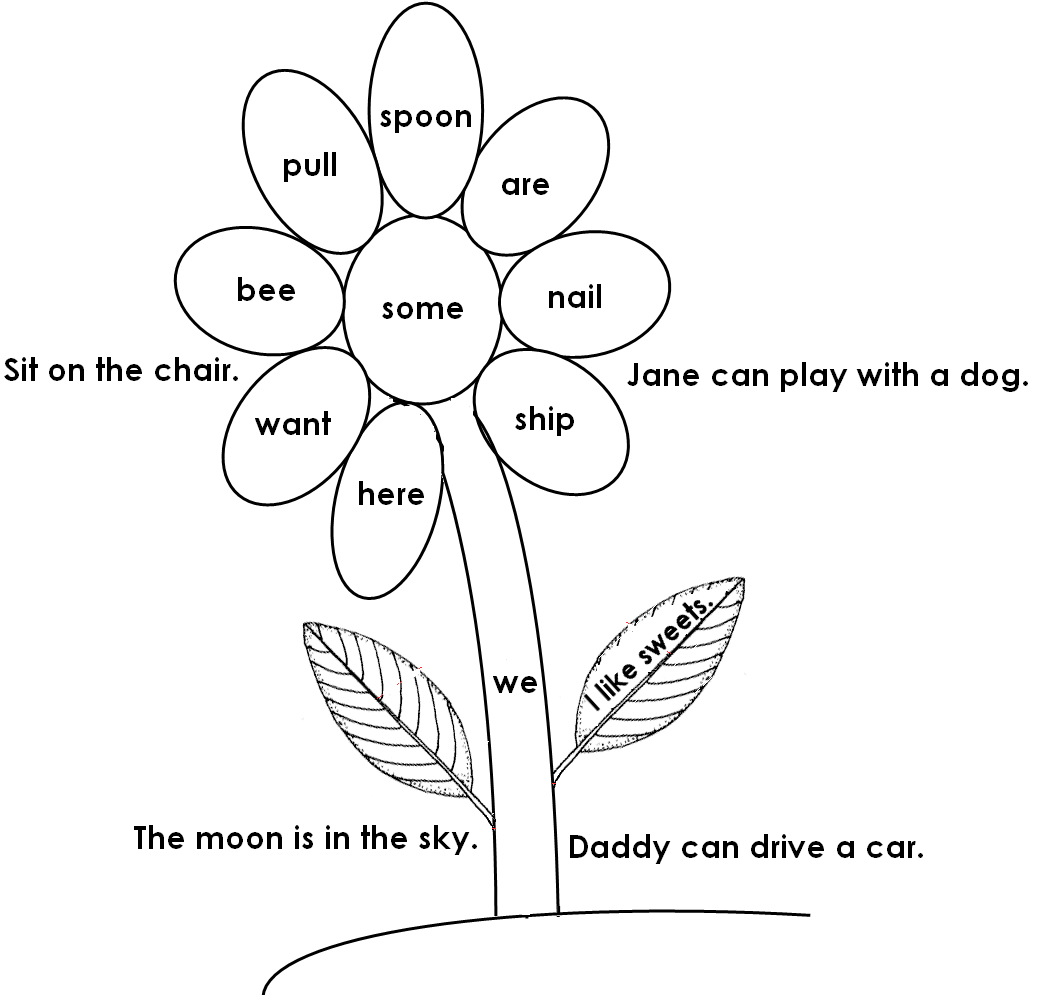 spoon
pull
are
bee
some
nail
Sit on the chair.
Jane can play with a dog.
want
ship
here
I like sweets.
we
The moon is in the sky.
Daddy can drive a car.